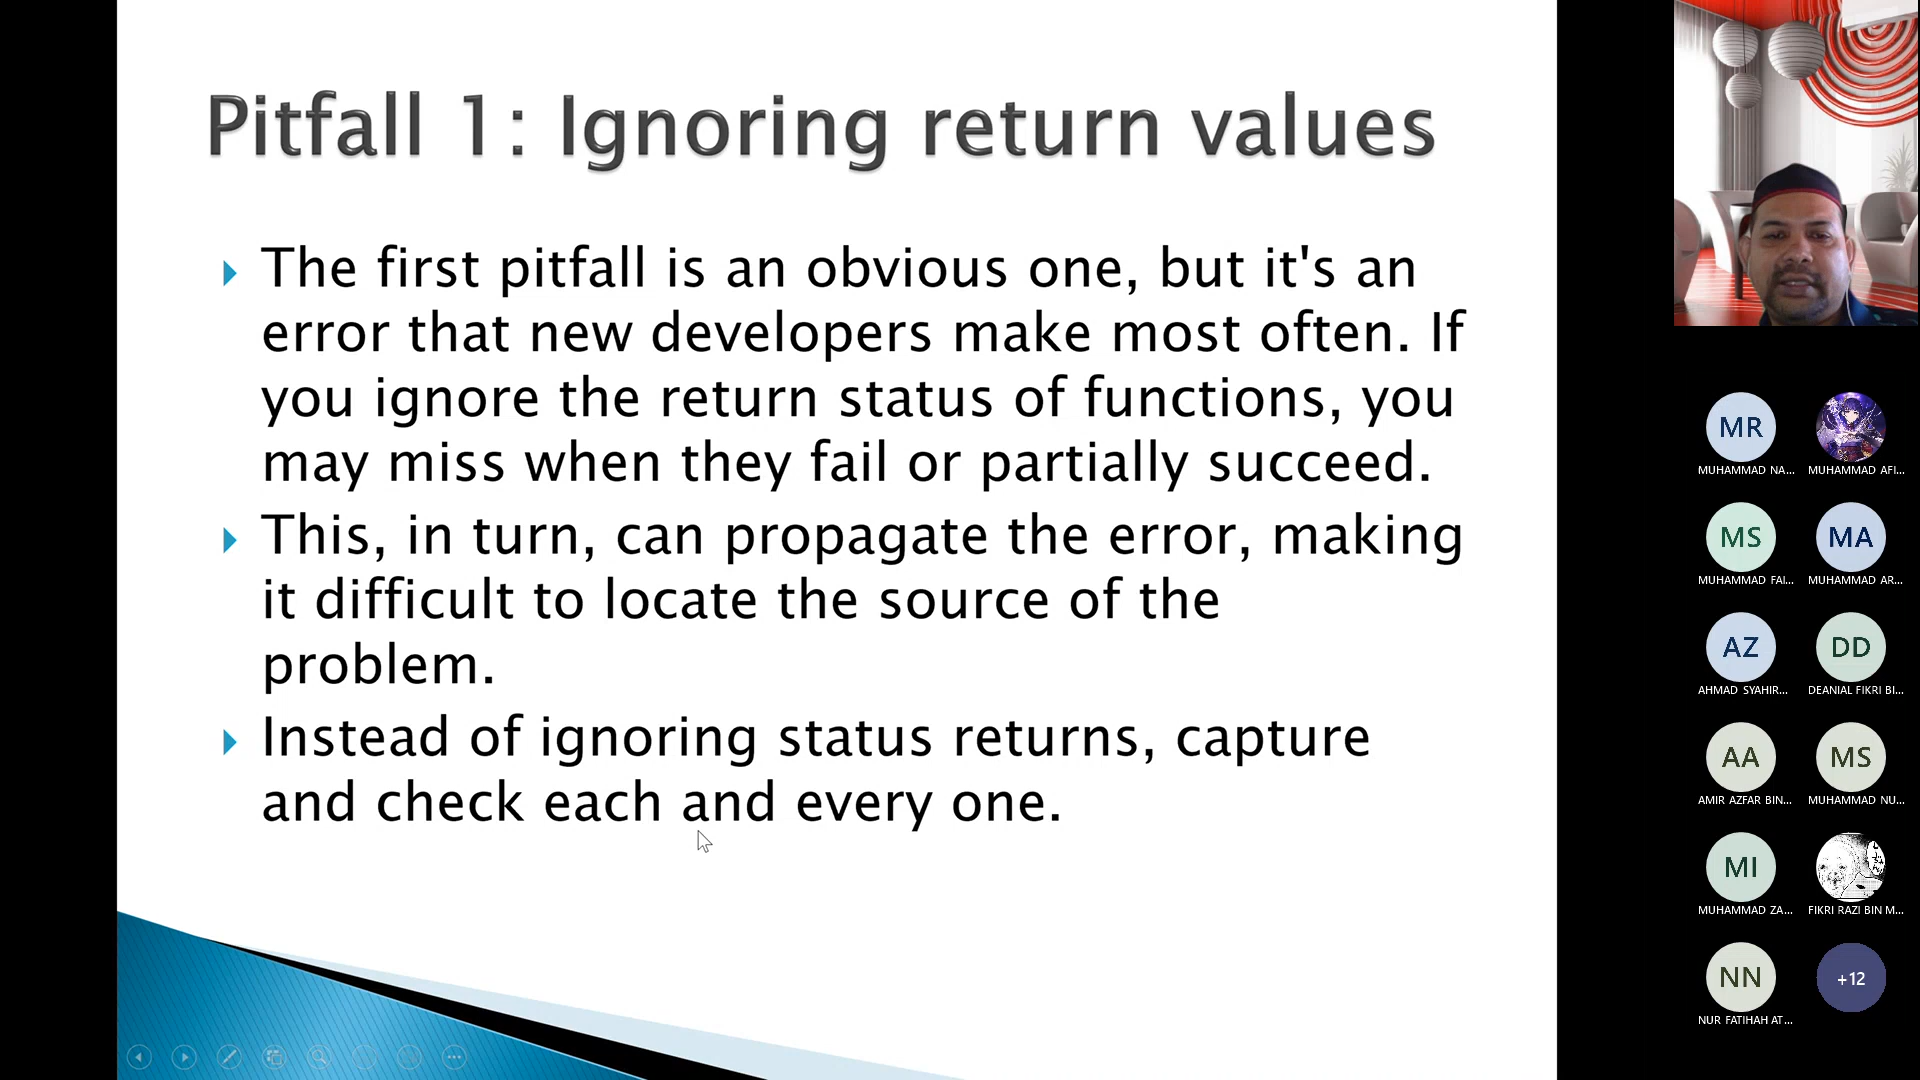 Pitfall 1: Ignoring return values
The first pitfall is an obvious one, but it's an
error that new developers make most often. If
you ignore the return status of functions, you
may miss when they fail or partially succeed.
This, in turn, can propagate the error, making
it difficult to locate the source of the
problem.
Instead of ignoring status returns, capture
and check each and every one.
MR
MUHAMMAD NA...
MUHAMMAD AFI...
MS
MA
MUHAMMAD FAI...
MUHAMMAD AR...
AZ
DD
AHMAD SYAHIR...
DEANIAL FIKRI BI...
AA
MS
AMIR AZFAR BIN...
MUHAMMAD NU...
MI
MUHAMMAD ZA...
FIKRI RAZI BIN M...
NN
+12
NUR FATIHAH AT...